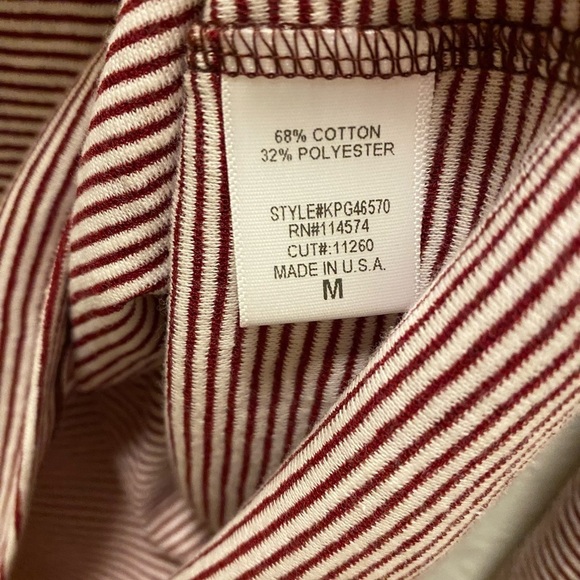 68% COTTON
32% POLYESTER
STYLE#KPG46570
RN#114574
CUT#:11260
MADE IN U.S.A.
M